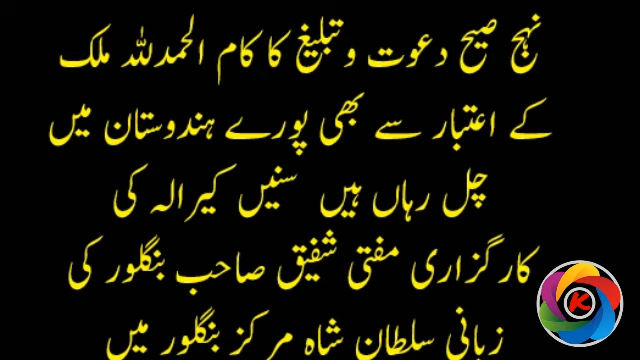 نہج صیح دعوت و تبلیغ کا کام الحمدللہ ملک
کے اعتبار سے بھی پورے ہندوستان میں
چل رہاں ہیں سنیں کیرالہ کی
کارگزاری مفتی شفیق صاحب بنگلور کی
زبانی سلطان شاہ مرکز بنگلور میں
K